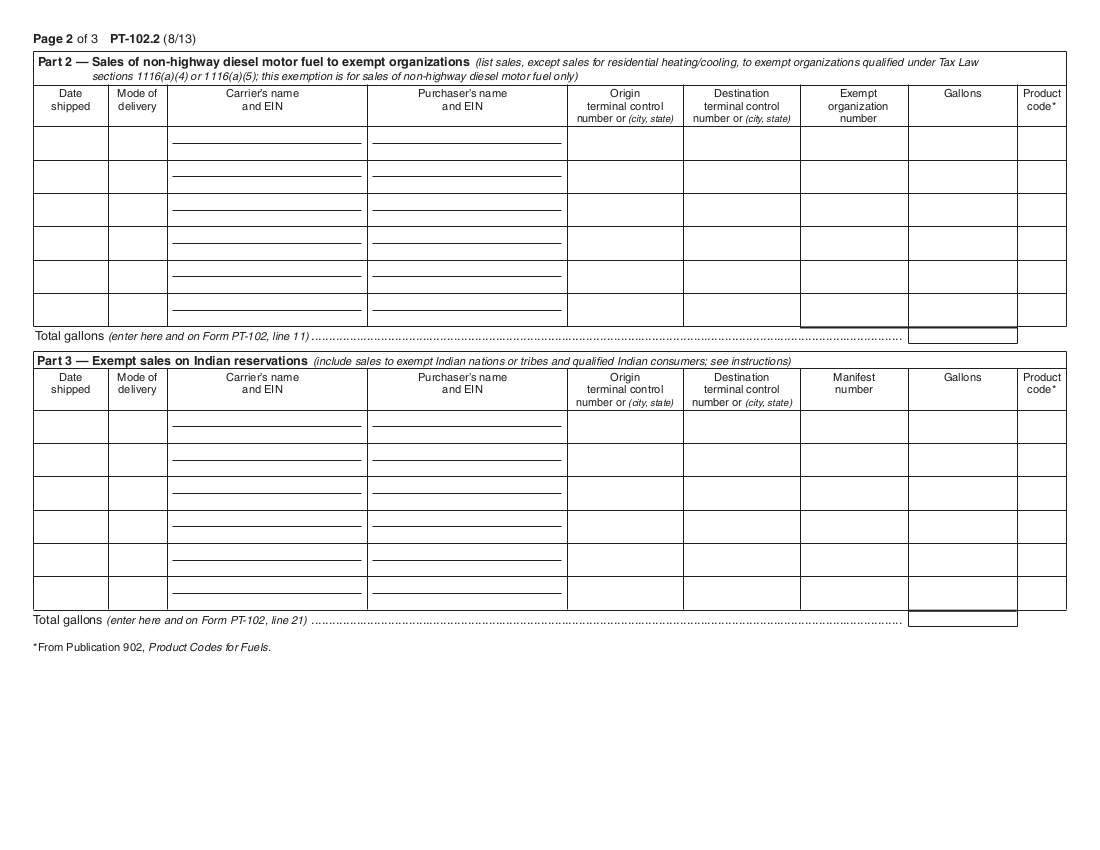 Page 2 of 3 PT-102.2 (8/13)
Part 2 — Sales of non-highway diesel motor fuel to exempt organizations (list sales, except sales for residential heating/cooling, to exempt organizations qualified under Tax Law
sections 1116(a)(4) or 1116(a)(5); this exemption is for sales of non-highway diesel motor fuel only)
Date Mode of Carrier's name Purchaser's name Origin Destination Exempt Gallons Product
shipped delivery and EIN and EIN terminal control terminal control organization code*
number or (city, state) number or (city, state) number
Total gallons (enter here and on Form PT-102, line 11) ........................................................................................................................................................................
Part 3 — Exempt sales on Indian reservations (include sales to exempt Indian nations or tribes and qualified Indian consumers; see instructions)
Date Mode of Carrier's name Purchaser's name Origin Destination Manifest Gallons Product
shipped delivery and EIN and EIN terminal control terminal control number code*
number or (city, state) number or (city, state)
Total gallons (enter here and on Form PT-102, line 21) ........................................................................................................................................................................
*From Publication 902, Product Codes for Fuels.